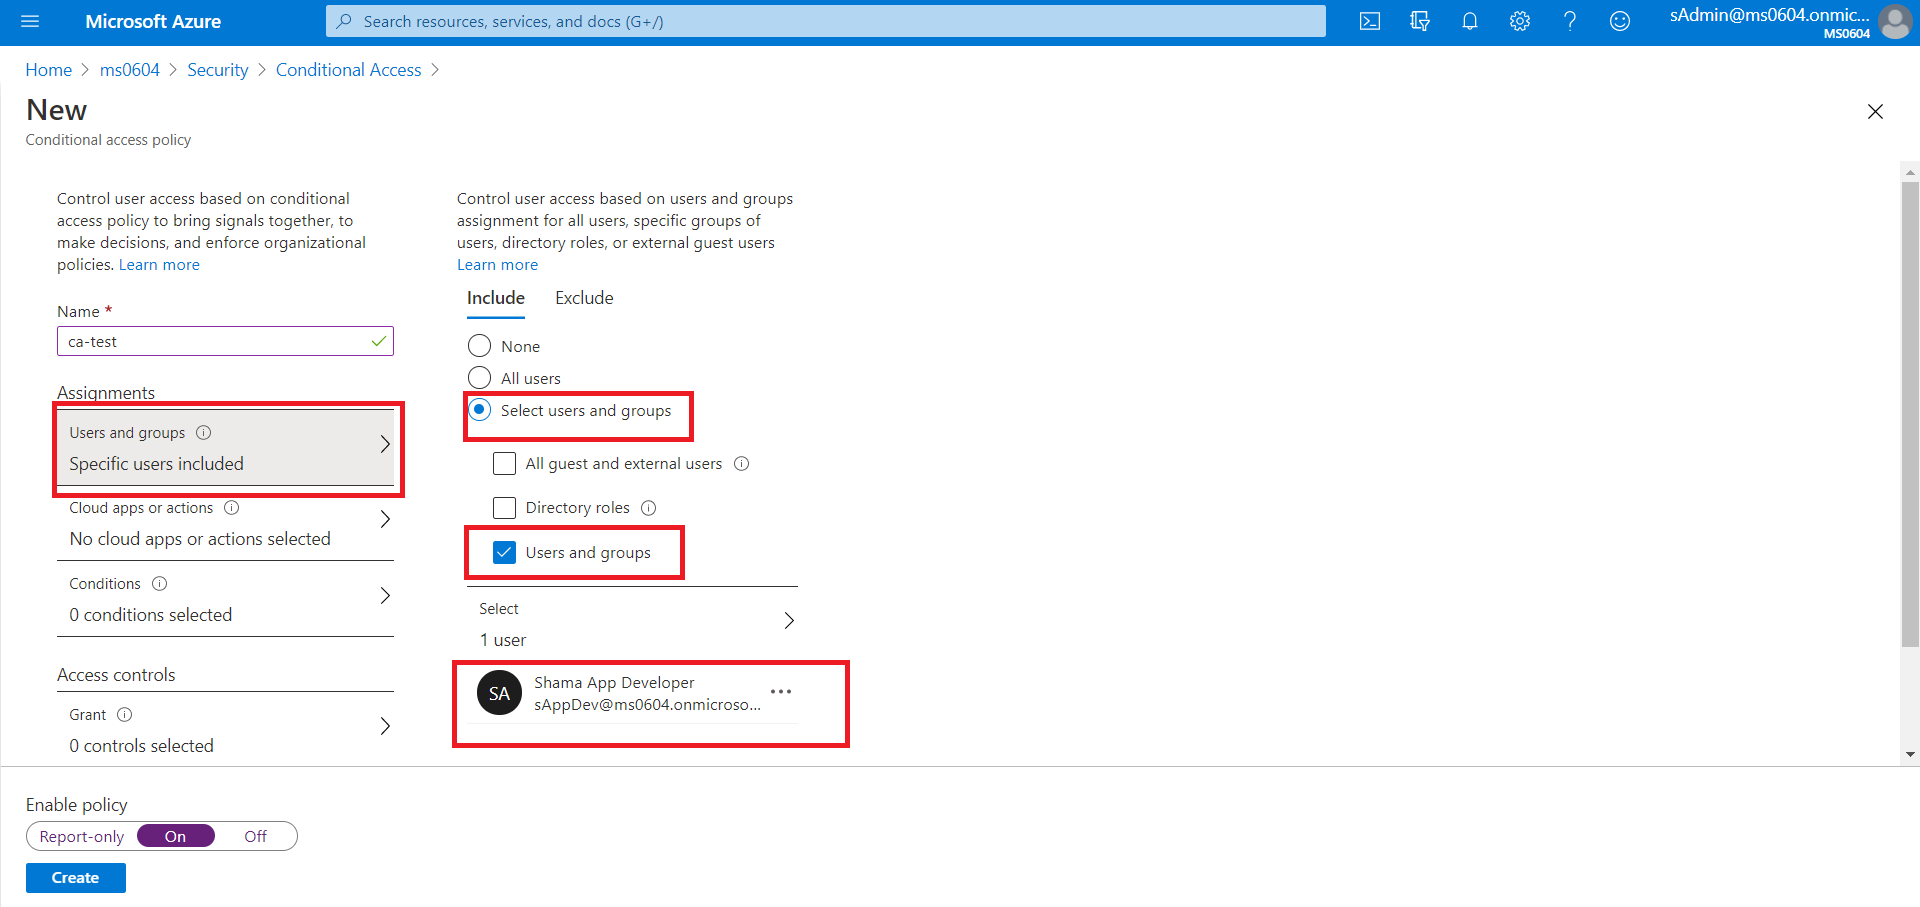 Microsoft Azure
Search resources, services, and docs (G+/)
sAdmin@ms0604.onmic...
MS0604
Home > ms0604 > Security > Conditional Access >
New
Conditional access policy
Control user access based on conditional
access policy to bring signals together, to
make decisions, and enforce organizational
policies. Learn more
Name *
ca-test
Assignments
Users and groups
Specific users included
Cloud apps or actions
No cloud apps or actions selected
Conditions
0 conditions selected
Access controls
Grant
0 controls selected
Control user access based on users and groups
assignment for all users, specific groups of
users, directory roles, or external guest users
Learn more
Include Exclude
None
All users
Select users and groups
All guest and external users
Directory roles
Users and groups
Select
1 user
SA
Shama App Developer
sAppDev@ms0604.onmicroso...
Enable policy
Report-only On Off
Create